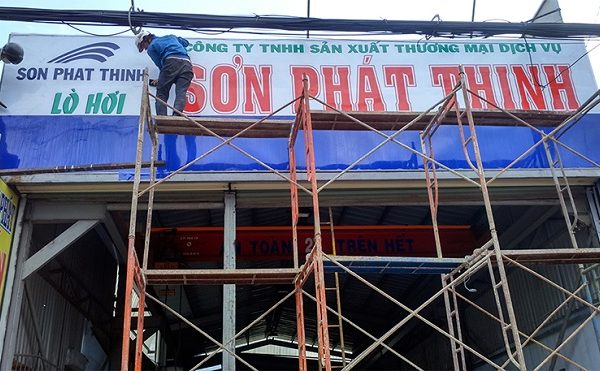 CÔNG TY TNHH SẢN XUẤT THƯƠNG MẠI DỊCH VỤ
SƠN PHÁT THỊNH
SON PHAT THINH
LÒ HƠI
TOÀN 2 TRÊN HẾT